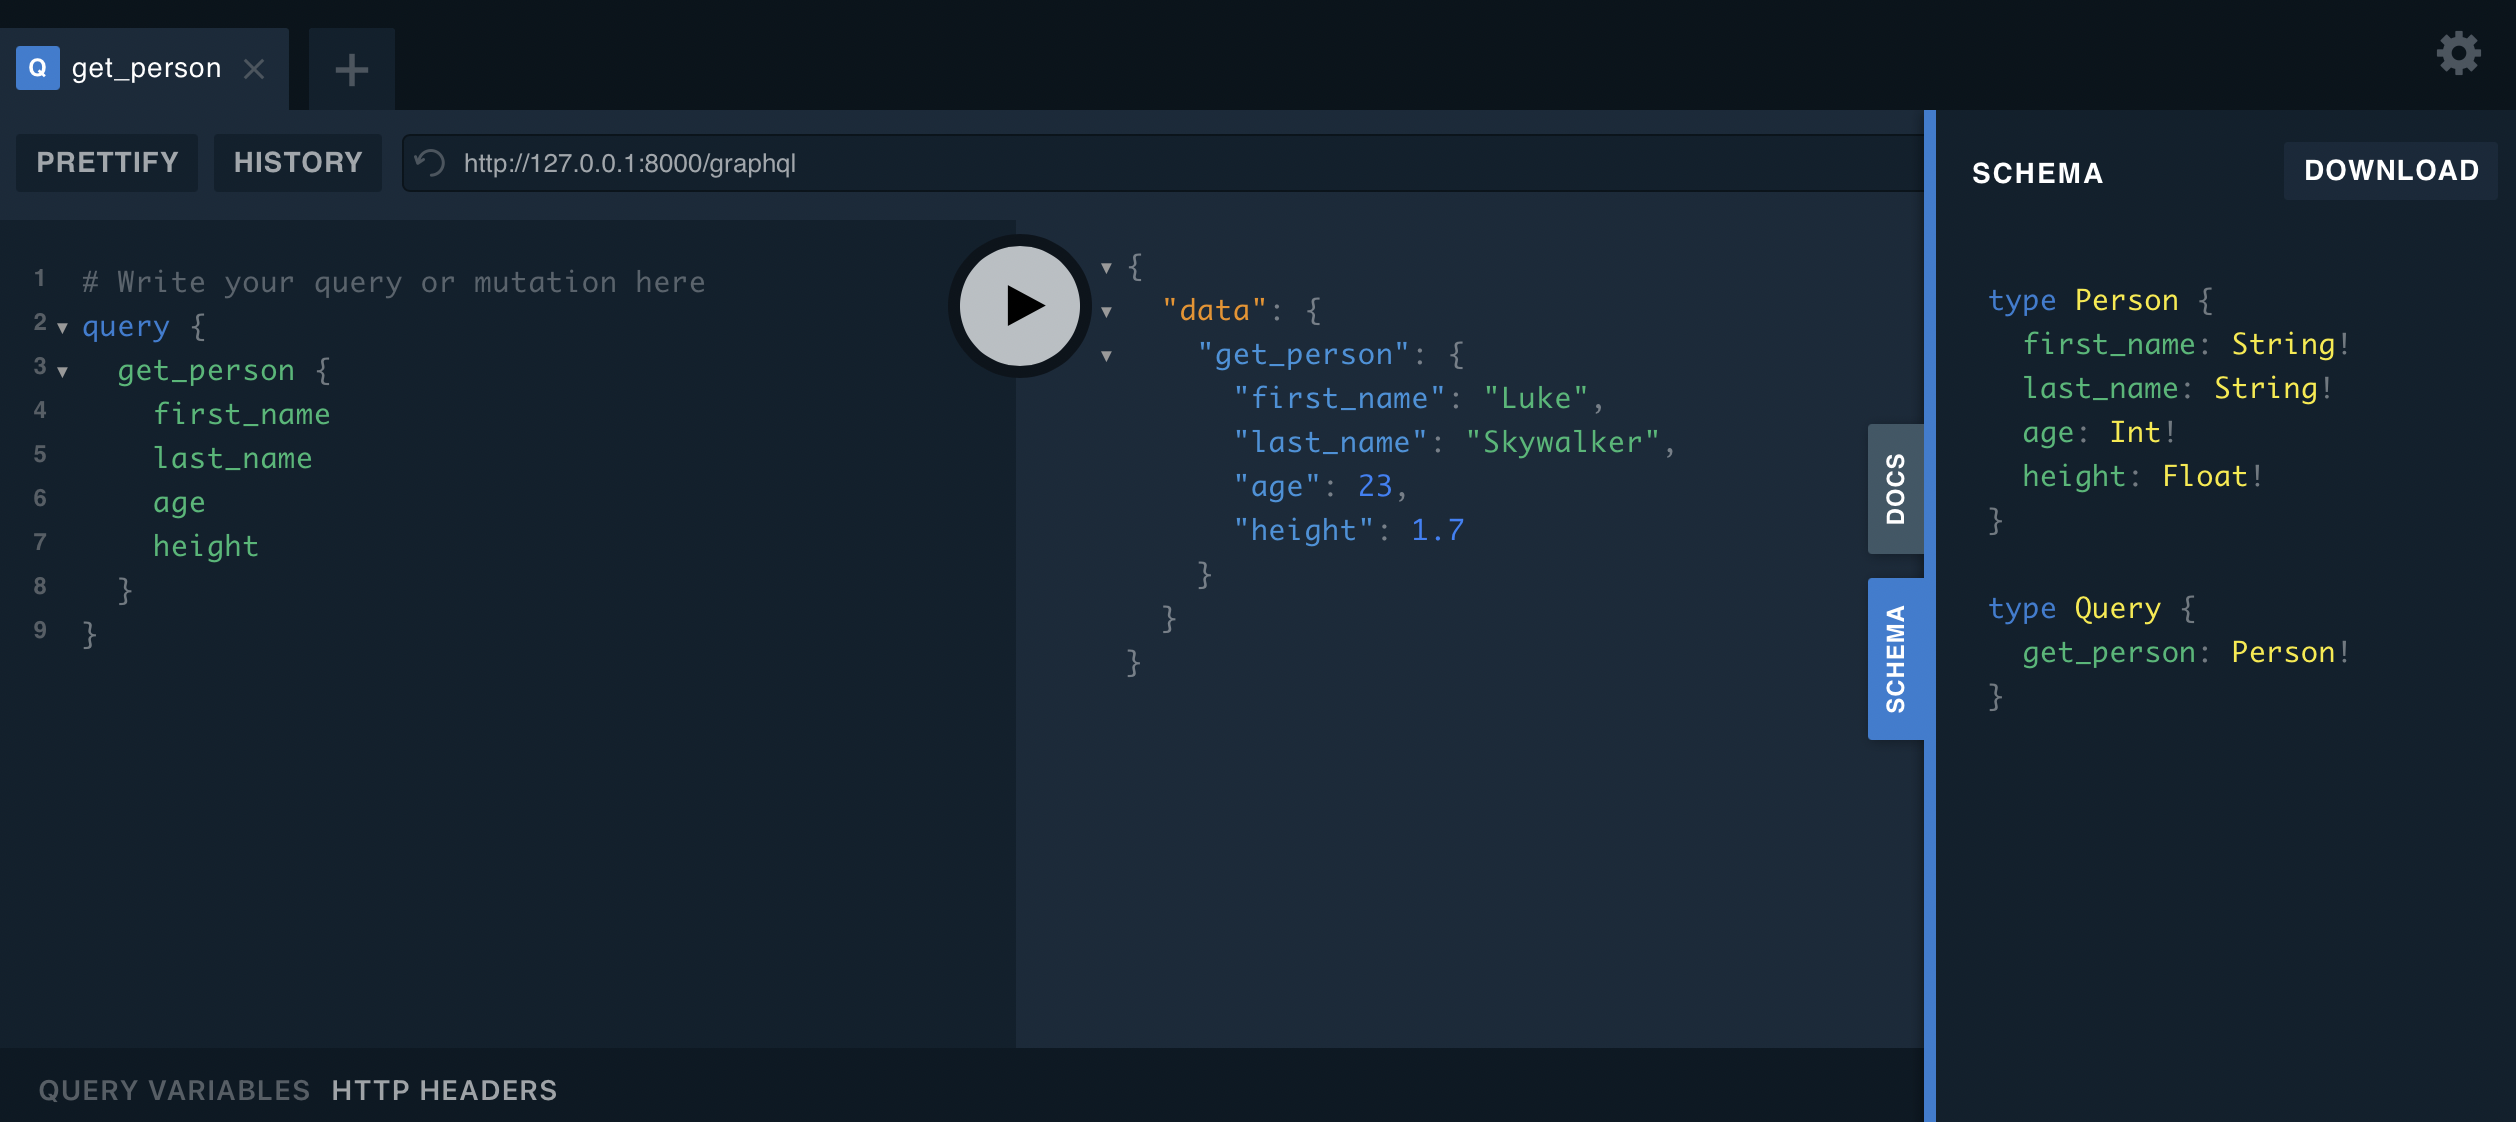 Q get_person
PRETTIFY HISTORY http://127.0.0.1:8000/graphql
1 # Write your query or mutation here
2 query {
3 get_person {
4 first_name
5 last_name
6 age
7 height
8 }
9 }
{
"data": {
"get_person": {
"first_name": "Luke",
"last_name": "Skywalker",
"age": 23,
"height": 1.7
}
}
}
DOCS
SCHEMA
SCHEMA DOWNLOAD
type Person {
first_name: String!
last_name: String!
age: Int!
height: Float!
}
type Query {
get_person: Person!
}
QUERY VARIABLES HTTP HEADERS